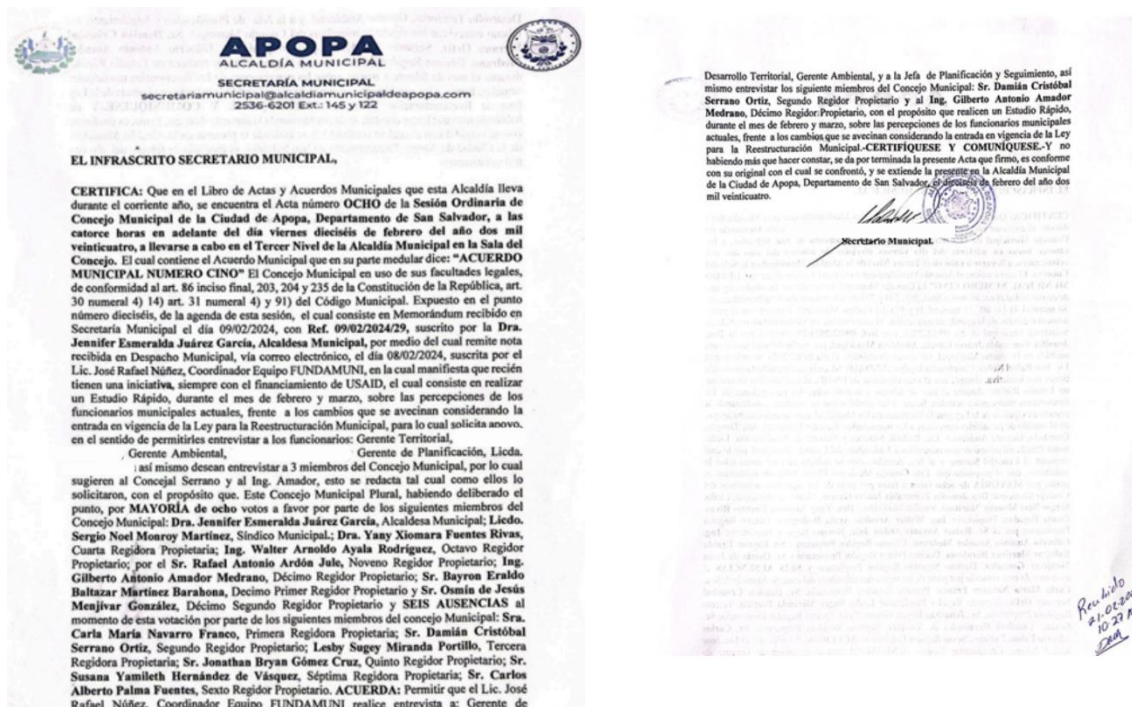 APOPA
ALCALDÍA MUNICIPAL
SECRETARÍA MUNICIPAL
secretariamunicipal@alcaldiamunicipaldeapopa.com
2536-6201 Ext.: 145 y 122
EL INFRASCRITO SECRETARIO MUNICIPAL,
CERTIFICA: Que en el Libro de Actas y Acuerdos Municipales que esta Alcaldía lleva
durante el corriente año, se encuentra el Acta número OCHO de la Sesión Ordinaria de
Concejo Municipal de la Ciudad de Apopa, Departamento de San Salvador, a las
catorce horas en adelante del día viernes dieciséis de febrero del año dos mil
veinticuatro, a llevarse a cabo en el Tercer Nivel de la Alcaldía Municipal en la Sala del
Concejo. El cual contiene el Acuerdo Municipal que en su parte medular dice: "ACUERDO
MUNICIPAL NUMERO CINO" El Concejo Municipal en uso de sus facultades legales,
de conformidad al art. 86 inciso final, 203, 204 y 235 de la Constitución de la República, art.
30 numeral 4) 14) art. 31 numeral 4) y 91) del Código Municipal. Expuesto en el punto
número dieciséis, de la agenda de esta sesión, el cual consiste en Memorándum recibido en
Secretaría Municipal el día 09/02/2024, con Ref. 09/02/2024/29, suscrito por la Dra.
Jennifer Esmeralda Juárez García, Alcaldesa Municipal, por medio del cual remite nota
recibida en Despacho Municipal, vía correo electrónico, el día 08/02/2024, suscrita por el
Lic. José Rafael Núñez, Coordinador Equipo FUNDAMUNI, en la cual manifiesta que recién
tienen una iniciativa, siempre con el financiamiento de USAID, el cual consiste en realizar
un Estudio Rápido, durante el mes de febrero y marzo, sobre las percepciones de los
funcionarios municipales actuales, frente a los cambios que se avecinan considerando la
entrada en vigencia de la Ley para la Reestructuración Municipal, para lo cual solicita apoyo.
en el sentido de permitirles entrevistar a los funcionarios: Gerente Territorial,
, Gerente Ambiental, Gerente de Planificación, Licda.
así mismo desean entrevistar a 3 miembros del Concejo Municipal, por lo cual
sugieren al Concejal Serrano y al Ing. Amador, esto se redacta tal cual como ellos lo
solicitaron, con el propósito que. Este Concejo Municipal Plural, habiendo deliberado el
punto, por MAYORÍA de ocho votos a favor por parte de los siguientes miembros del
Concejo Municipal: Dra. Jennifer Esmeralda Juárez García, Alcaldesa Municipal; Licdo.
Sergio Noel Monroy Martínez, Síndico Municipal.; Dra. Yany Xiomara Fuentes Rivas,
Cuarta Regidora Propietaria; Ing. Walter Arnoldo Ayala Rodríguez, Octavo Regidor
Propietario; por el Sr. Rafael Antonio Ardón Jule, Noveno Regidor Propietario; Ing.
Gilberto Antonio Amador Medrano, Décimo Regidor Propietario; Sr. Bayron Eraldo
Baltazar Martínez Barahona, Decimo Primer Regidor Propietario y Sr. Osmín de Jesús
Menjívar González, Décimo Segundo Regidor Propietario y SEIS AUSENCIAS al
momento de esta votación por parte de los siguientes miembros del concejo Municipal: Sra.
Carla María Navarro Franco, Primera Regidora Propietaria; Sr. Damián Cristóbal
Serrano Ortiz, Segundo Regidor Propietario; Lesby Sugey Miranda Portillo, Tercera
Regidora Propietaria; Sr. Jonathan Bryan Gómez Cruz, Quinto Regidor Propietario; Sr.
Susana Yamileth Hernández de Vásquez, Séptima Regidora Propietaria; Sr. Carlos
Alberto Palma Fuentes, Sexto Regidor Propietario. ACUERDA: Permitir que el Lic. José
Rafael Núñez, Coordinador Equipo FUNDAMUNI realice entrevista a: Gerente de
Desarrollo Territorial, Gerente Ambiental, y a la Jefa de Planificación y Seguimiento, así
mismo entrevistar los siguiente miembros del Concejo Municipal: Sr. Damián Cristóbal
Serrano Ortiz, Segundo Regidor Propietario y al Ing. Gilberto Antonio Amador
Medrano, Décimo Regidor Propietario, con el propósito que realicen un Estudio Rápido,
durante el mes de febrero y marzo, sobre las percepciones de los funcionarios municipales
actuales, frente a los cambios que se avecinan considerando la entrada en vigencia de la Ley
para la Reestructuración Municipal.-CERTIFÍQUESE Y COMUNÍQUESE.-Y no
habiendo más que hacer constar, se da por terminada la presente Acta que firmo, es conforme
con su original con el cual se confrontó, y se extiende la presente en la Alcaldía Municipal
de la Ciudad de Apopa, Departamento de San Salvador, el dieciséis de febrero del año dos
mil veinticuatro.
Secretario Municipal.
Recibido
10:27